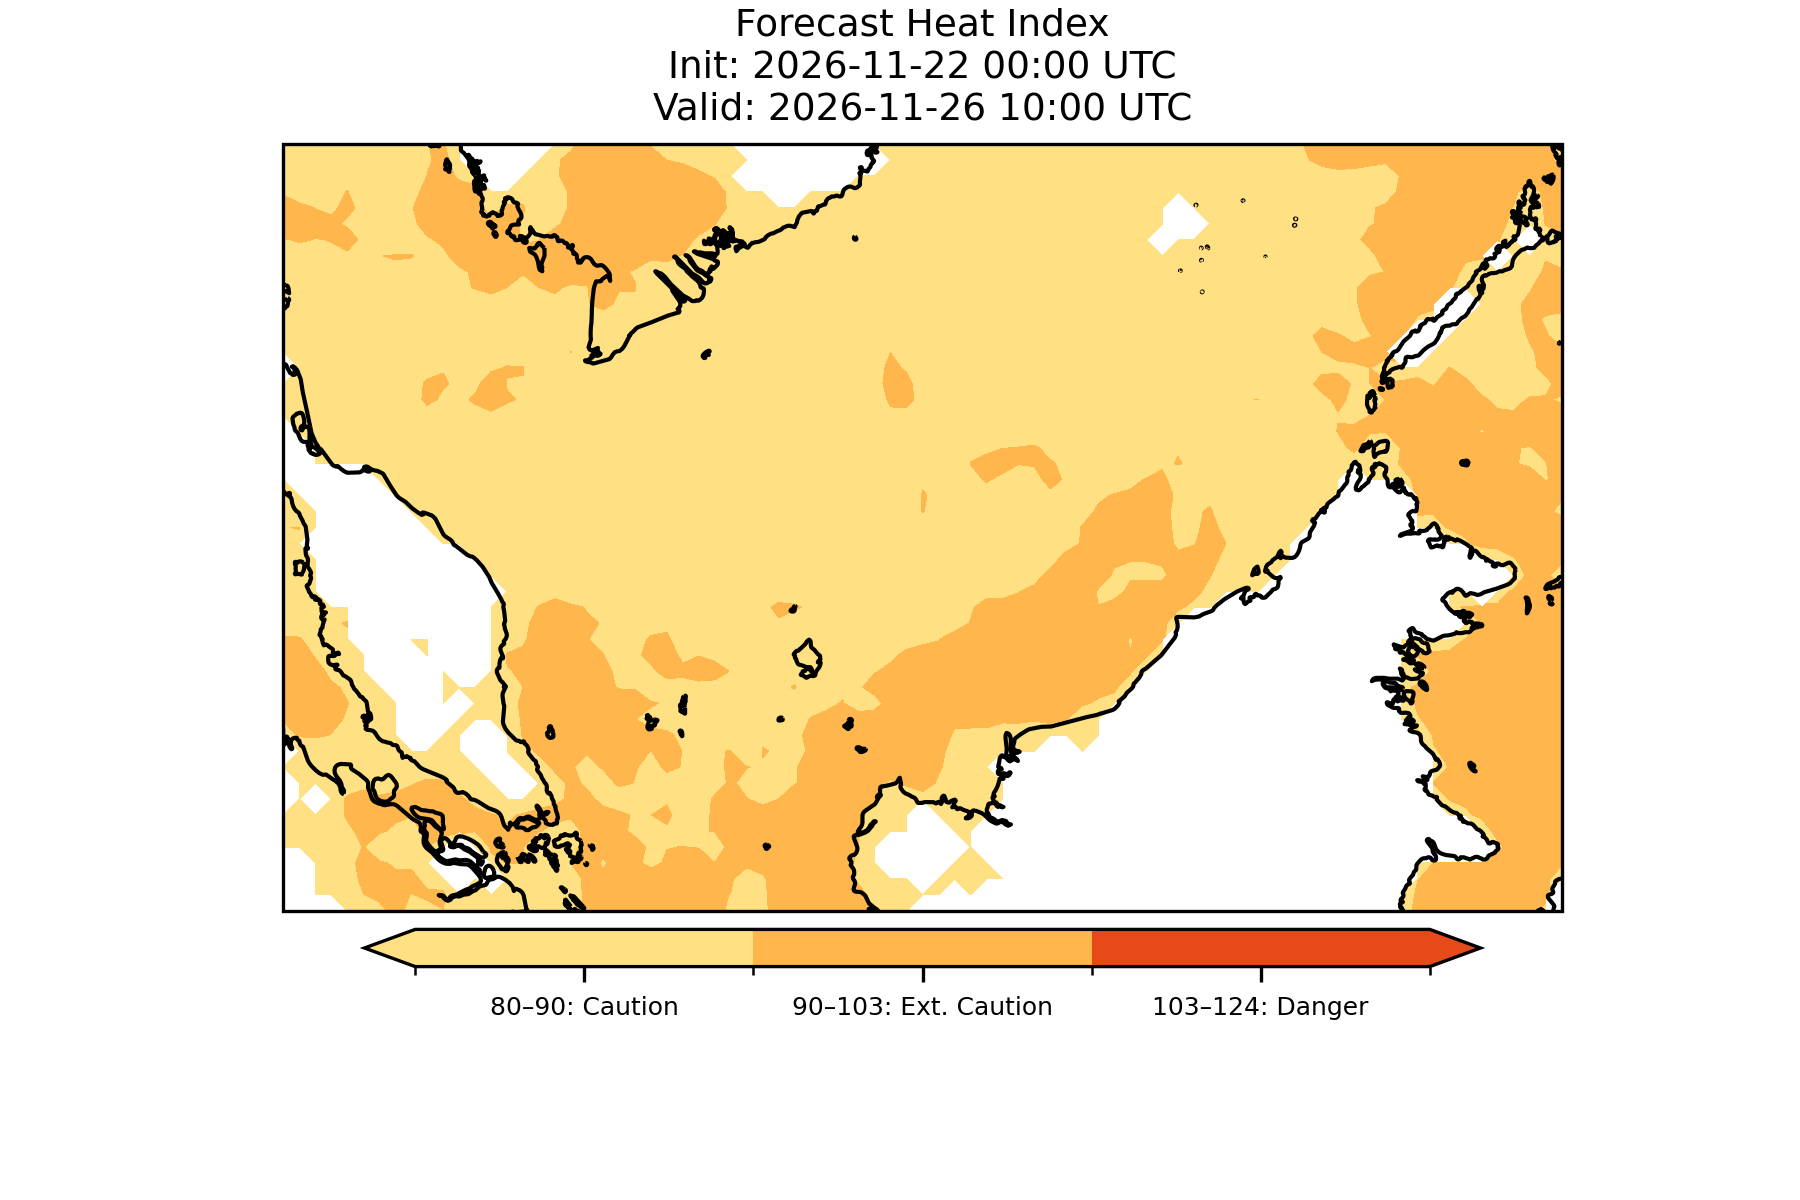 Forecast Heat Index
Init: 2026-11-22 00:00 UTC
Valid: 2026-11-26 10:00 UTC
80–90: Caution
90–103: Ext. Caution
103–124: Danger